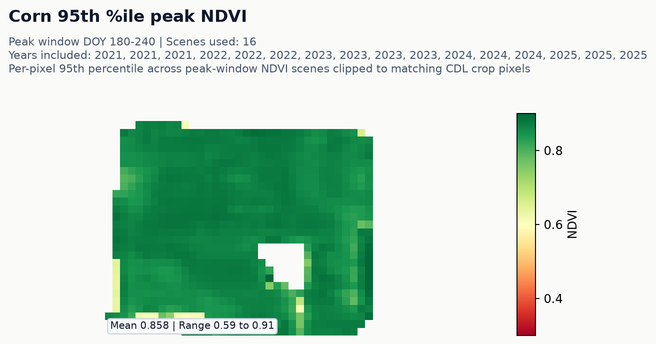 Corn 95th %ile peak NDVI
Peak window DOY 180-240 | Scenes used: 16
Years included: 2021, 2021, 2021, 2022, 2022, 2022, 2023, 2023, 2023, 2023, 2024, 2024, 2024, 2025, 2025, 2025
Per-pixel 95th percentile across peak-window NDVI scenes clipped to matching CDL crop pixels
0.8
0.6
0.4
NDVI
Mean 0.858 | Range 0.59 to 0.91